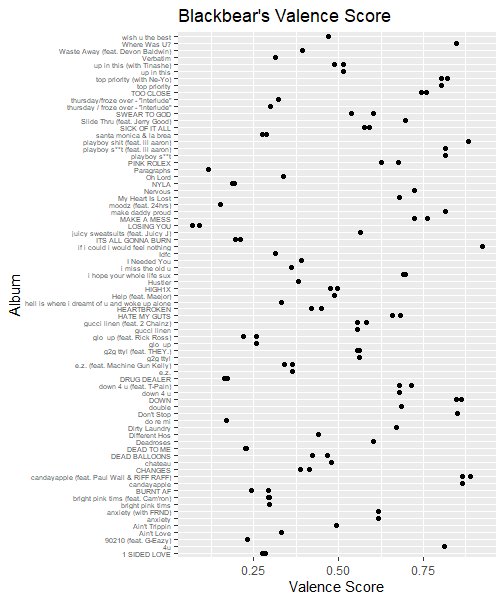 Blackbear's Valence Score
wish u the best
Where Was U?
Waste Away (feat. Devon Baldwin)
Verbatim
up in this (with Tinashe)
up in this
top priority (with Ne-Yo)
top priority
TOO CLOSE
thursday/froze over - "interlude"
thursday / froze over - "interlude"
SWEAR TO GOD
Slide Thru (feat. Jerry Good)
SICK OF IT ALL
santa monica & la brea
playboy shit (feat. lil aaron)
playboy s**t (feat. lil aaron)
playboy s**t
PINK ROLEX
Paragraphs
Oh Lord
NYLA
Nervous
My Heart Is Lost
moodz (feat. 24hrs)
make daddy proud
MAKE A MESS
LOSING YOU
juicy sweatsuits (feat. Juicy J)
ITS ALL GONNA BURN
if i could i would feel nothing
idfc
I Needed You
i miss the old u
i hope your whole life sux
Hustler
HIGH1X
Help (feat. Maejor)
hell is where i dreamt of u and woke up alone
HEARTBROKEN
HATE MY GUTS
gucci linen (feat. 2 Chainz)
gucci linen
glo_up (feat. Rick Ross)
glo_up
g2g ttyl (feat. THEY.)
g2g ttyl
e.z. (feat. Machine Gun Kelly)
e.z.
DRUG DEALER
down 4 u (feat. T-Pain)
down 4 u
DOWN
double
Don't Stop
do re mi
Dirty Laundry
Different Hos
Deadroses
DEAD TO ME
DEAD BALLOONS
chateau
CHANGES
candayapple (feat. Paul Wall & RIFF RAFF)
candayapple
BURNT AF
bright pink tims (feat. Cam'ron)
bright pink tims
anxiety (with FRND)
anxiety
Ain't Trippin
Ain't Love
90210 (feat. G-Eazy)
4u
1 SIDED LOVE
Album
0.25 0.50 0.75
Valence Score